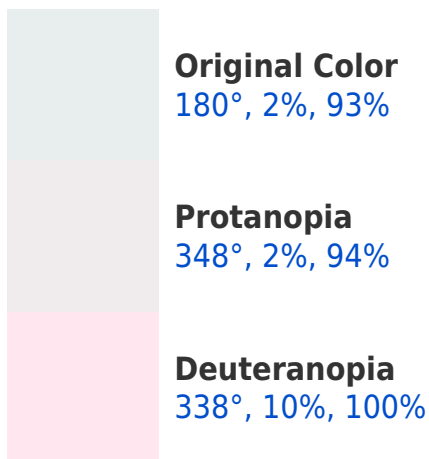 Original Color
180°, 2%, 93%
Protanopia
348°, 2%, 94%
Deuteranopia
338°, 10%, 100%